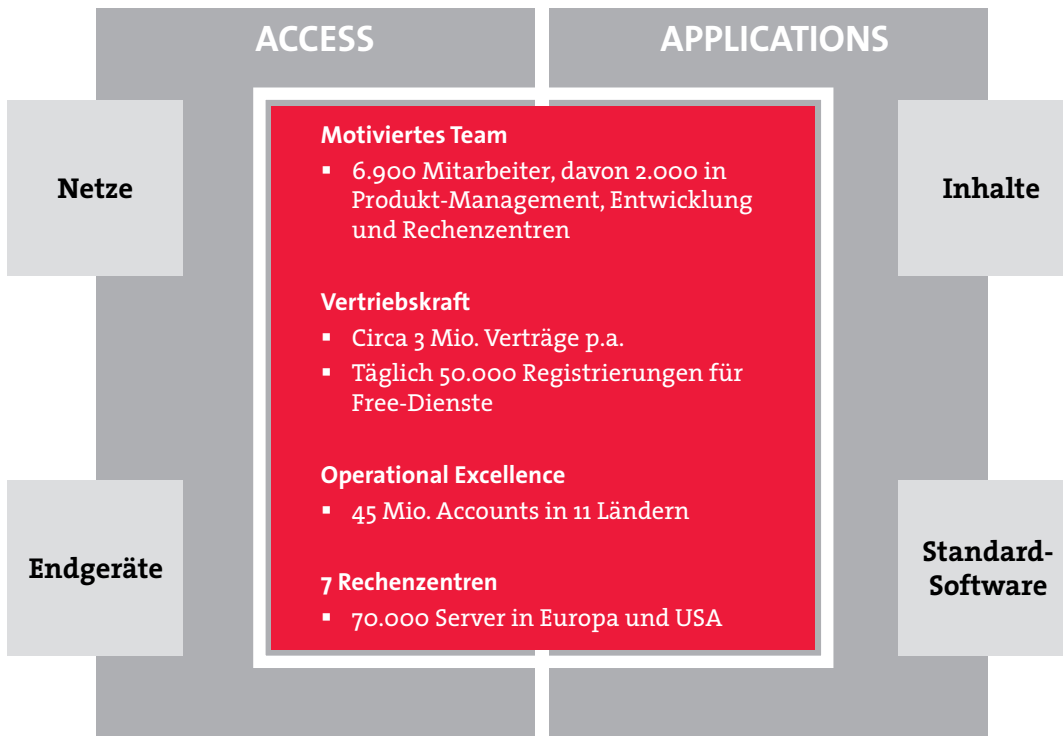 ACCESS
APPLICATIONS
Netze
Motiviertes Team
▪ 6.900 Mitarbeiter, davon 2.000 in
Produkt-Management, Entwicklung
und Rechenzentren
Vertriebskraft
▪ Circa 3 Mio. Verträge p.a.
▪ Täglich 50.000 Registrierungen für
Free-Dienste
Operational Excellence
▪ 45 Mio. Accounts in 11 Ländern
7 Rechenzentren
▪ 70.000 Server in Europa und USA
Inhalte
Endgeräte
Standard-
Software